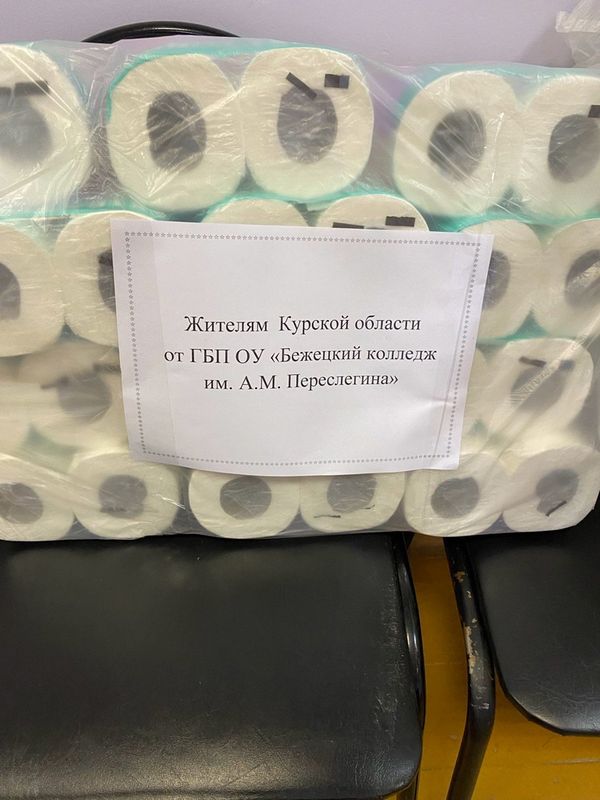 Жителям Курской области
от ГБП ОУ «Бежецкий колледж
им. А.М. Переслегина»